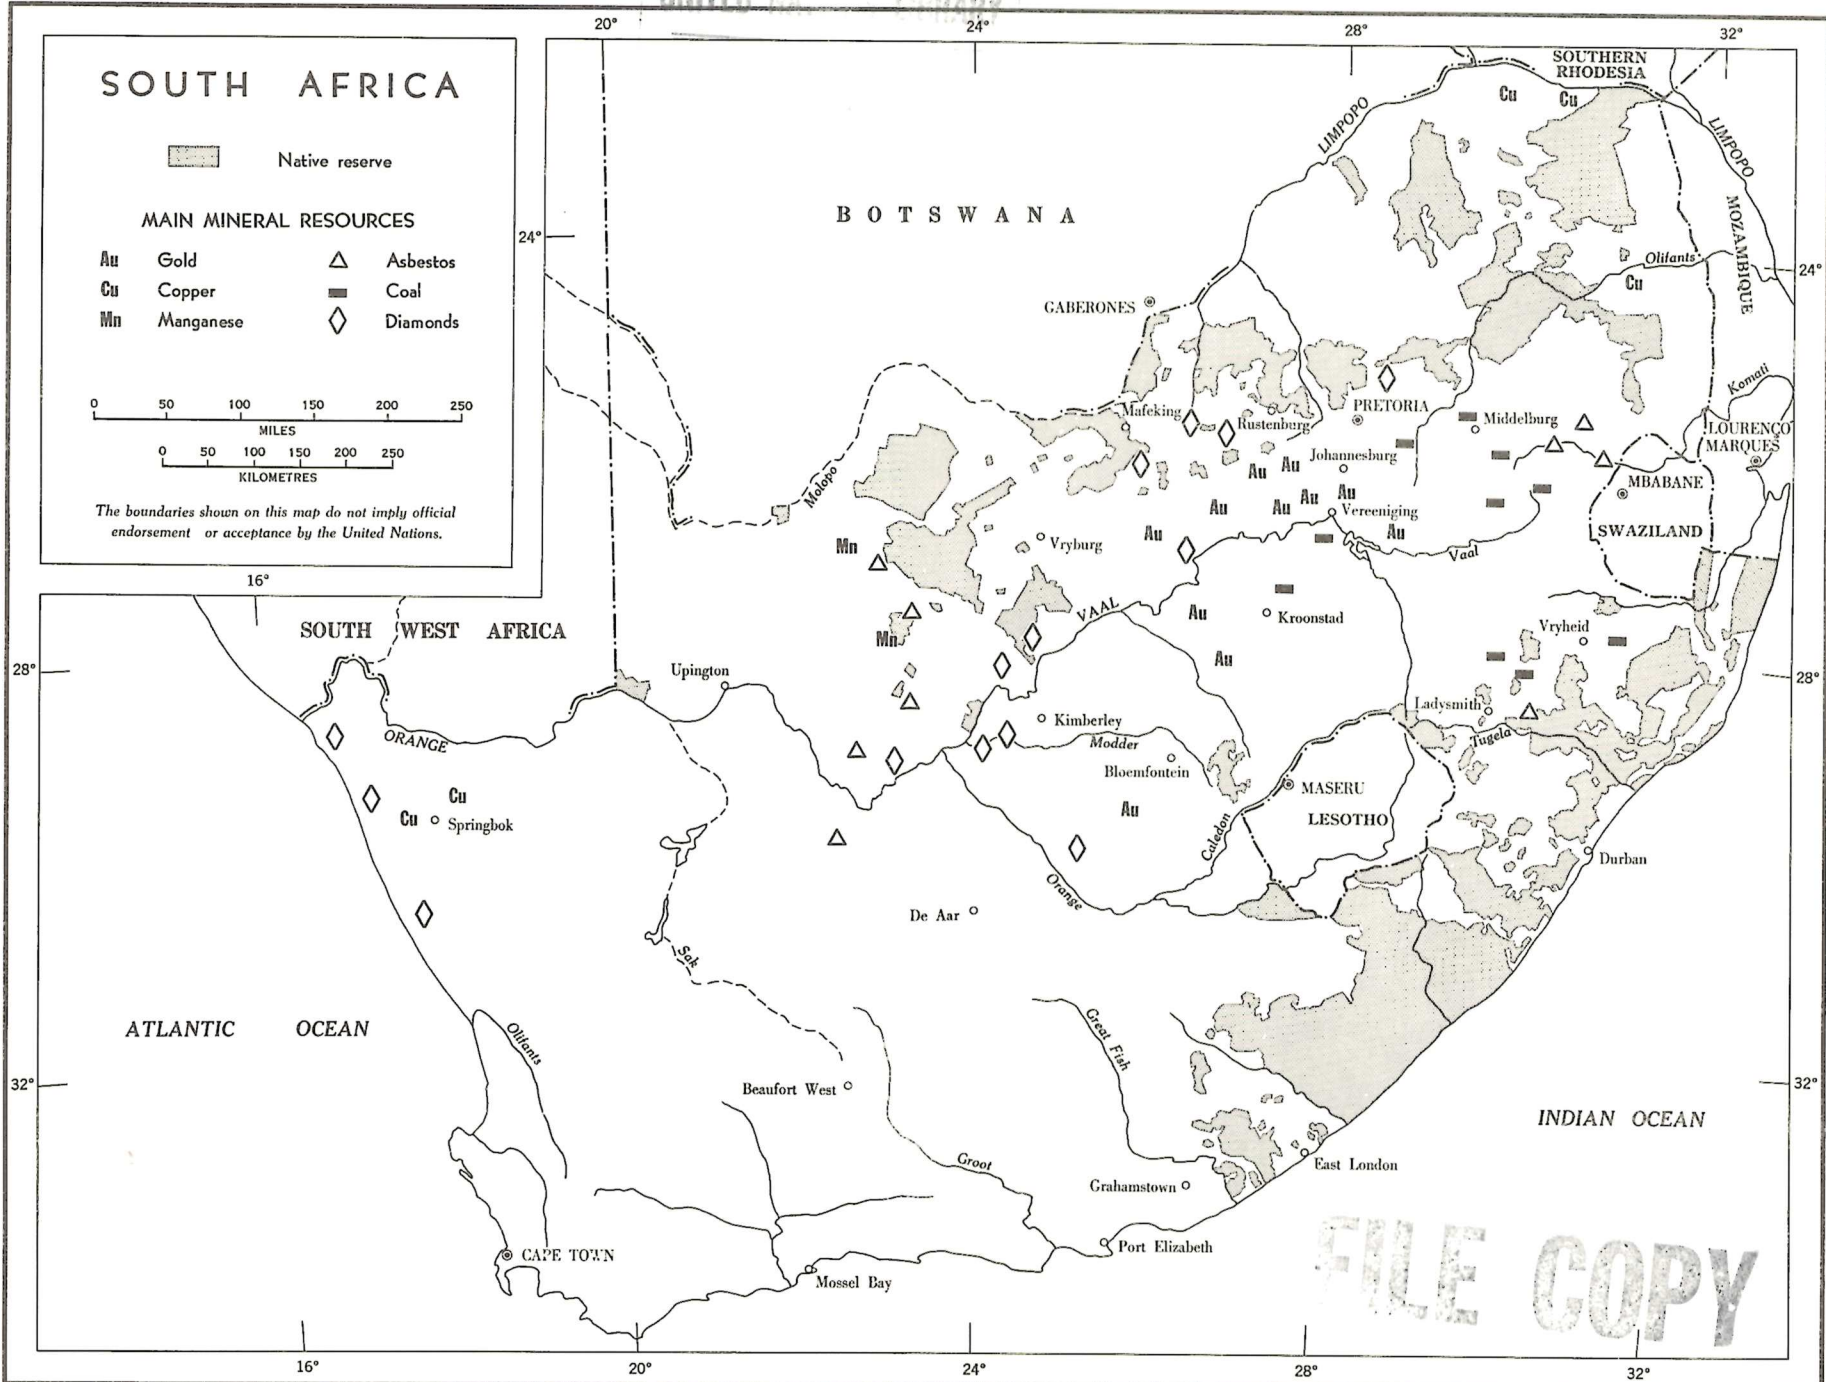 20°
24°
28°
32°
SOUTH AFRICA
Native reserve
MAIN MINERAL RESOURCES
Au Gold
Cu Copper
Mn Manganese
Asbestos
Coal
Diamonds
0 50 100 150 200 250
MILES
0 50 100 150 200 250
KILOMETRES
The boundaries shown on this map do not imply official
endorsement or acceptance by the United Nations.
16°
SOUTHERN
RHODESIA
Cu
Cu
LIMPOPO
LIMPOPO
BOTSWANA
MOZAMBIQUE
24°
24°
Olifants
Cu
GABERONES
Komati
PRETORIA
Mafeking
Rustenburg
Middelburg
LOURENÇO
MARQUES
Johannesburg
Au
Au
Au
Au
Au
Au
Au
Au
MBABANE
Molopo
Vereeniging
SWAZILAND
Mn
Vryburg
Vaal
VAAL
Au
Kroonstad
SOUTH WEST AFRICA
Mn
Vryheid
Au
28°
28°
Upington
Ladysmith
Kimberley
Tugela
ORANGE
Modder
Bloemfontein
MASERU
Cu
Cu
Springbok
Au
LESOTHO
Caledon
Durban
Orange
De Aar
Sak
ATLANTIC OCEAN
Olifants
Great Fish
32°
32°
Beaufort West
INDIAN OCEAN
Groot
East London
Grahamstown
CAPE TOWN
Port Elizabeth
Mossel Bay
FILE COPY
16°
20°
24°
28°
32°